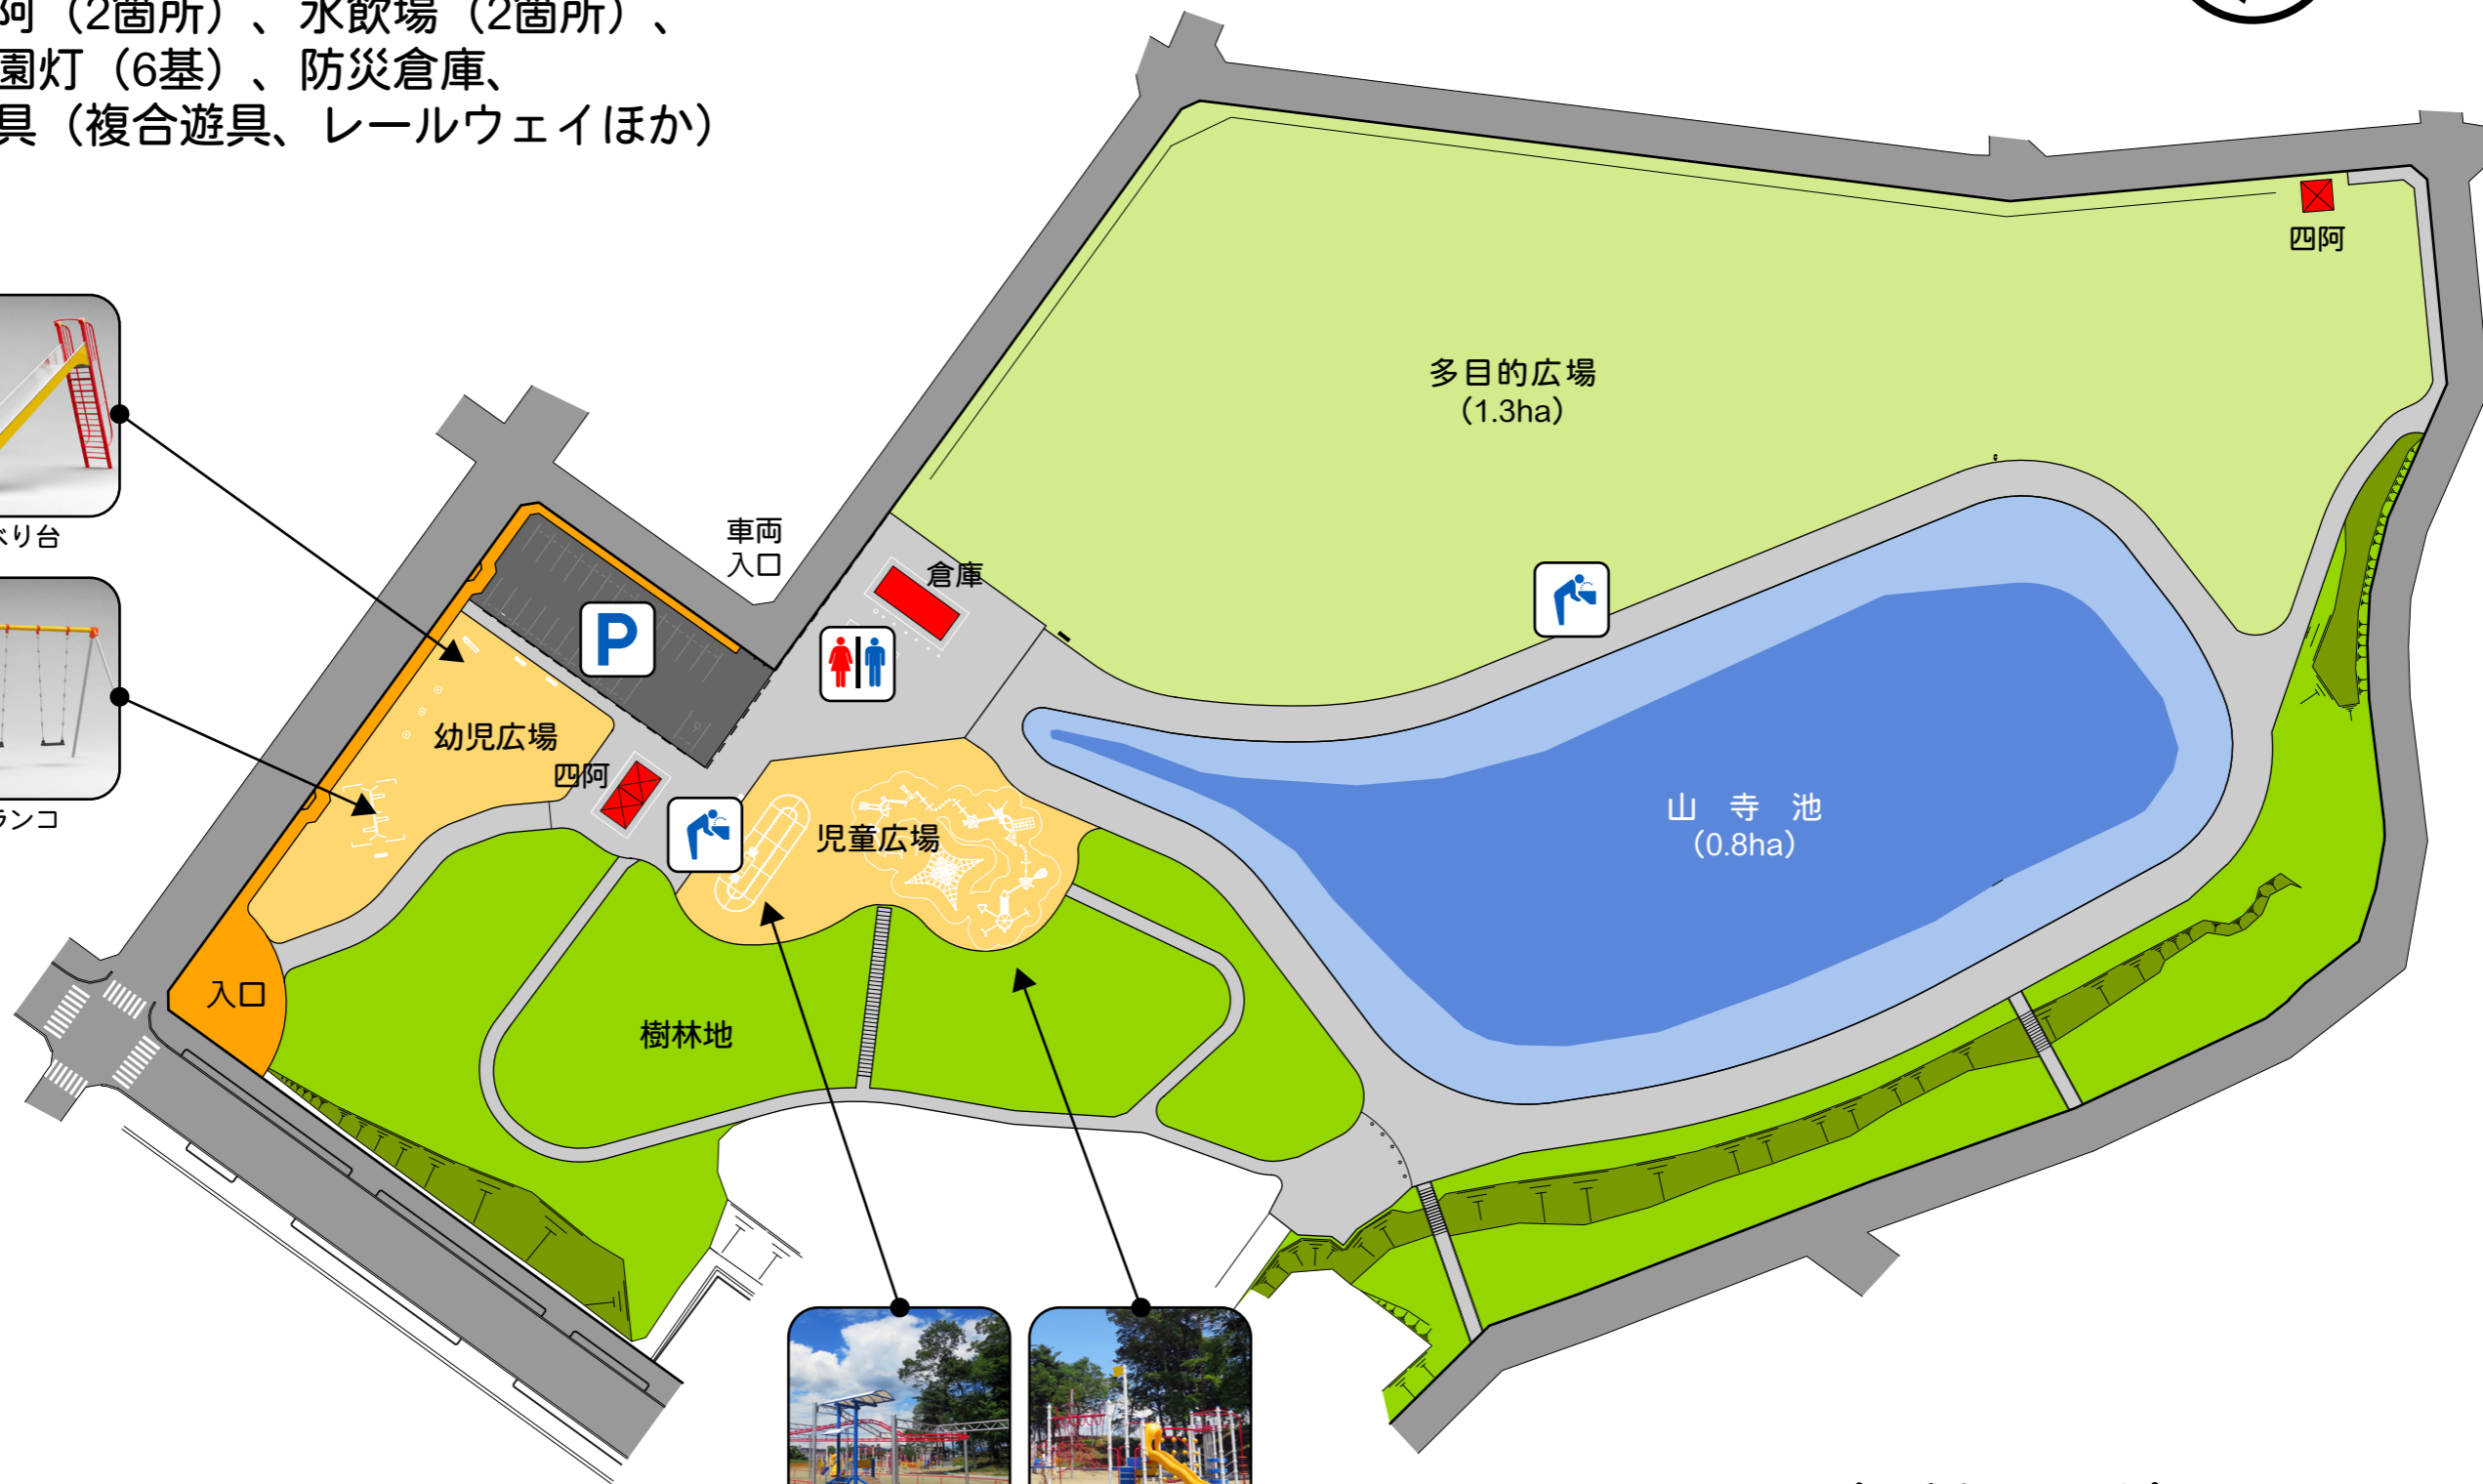 阿（2箇所）、水飲場（2箇所）、
園灯（6基）、防災倉庫、
具（複合遊具、レールウェイほか）
四阿
多目的広場
（1.3ha）
べり台
車両
入口
倉庫
P
幼児広場
四阿
ランコ
児童広場
山 寺 池
（0.8ha）
入口
樹林地